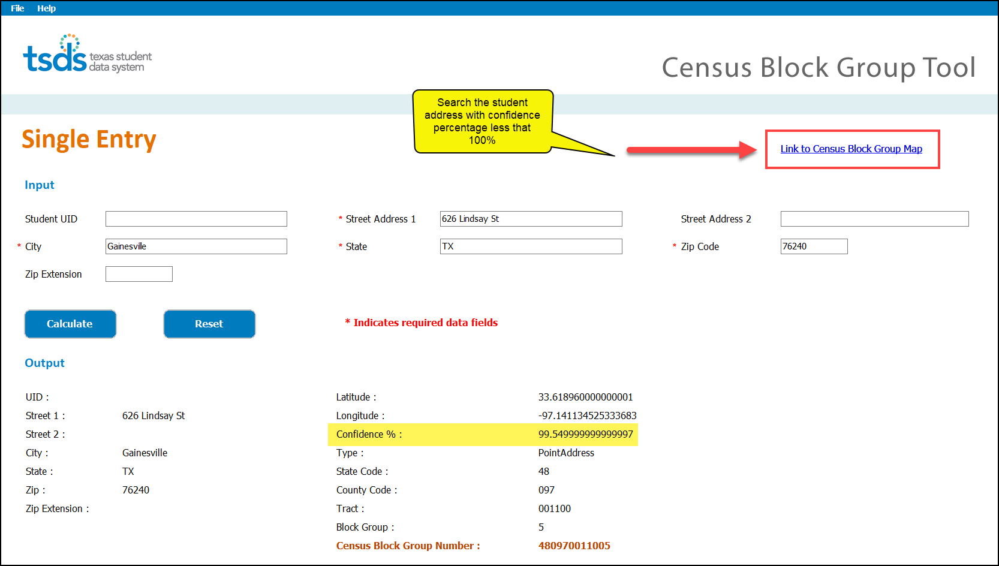 File Help
tsds texas student
data system
Census Block Group Tool
Search the student
address with confidence
percentage less that
100%
Single Entry
Link to Census Block Group Map
Input
Student UID
* Street Address 1 626 Lindsay St
Street Address 2
* City Gainesville
* State TX
* Zip Code 76240
Zip Extension
Calculate Reset
* Indicates required data fields
Output
UID : Latitude : 33.618960000000001
Street 1 : 626 Lindsay St Longitude : -97.141134525333683
Street 2 : Confidence % : 99.549999999999997
City : Gainesville Type : PointAddress
State : TX State Code : 48
Zip : 76240 County Code : 097
Zip Extension : Tract : 001100
Block Group : 5
Census Block Group Number : 480970011005